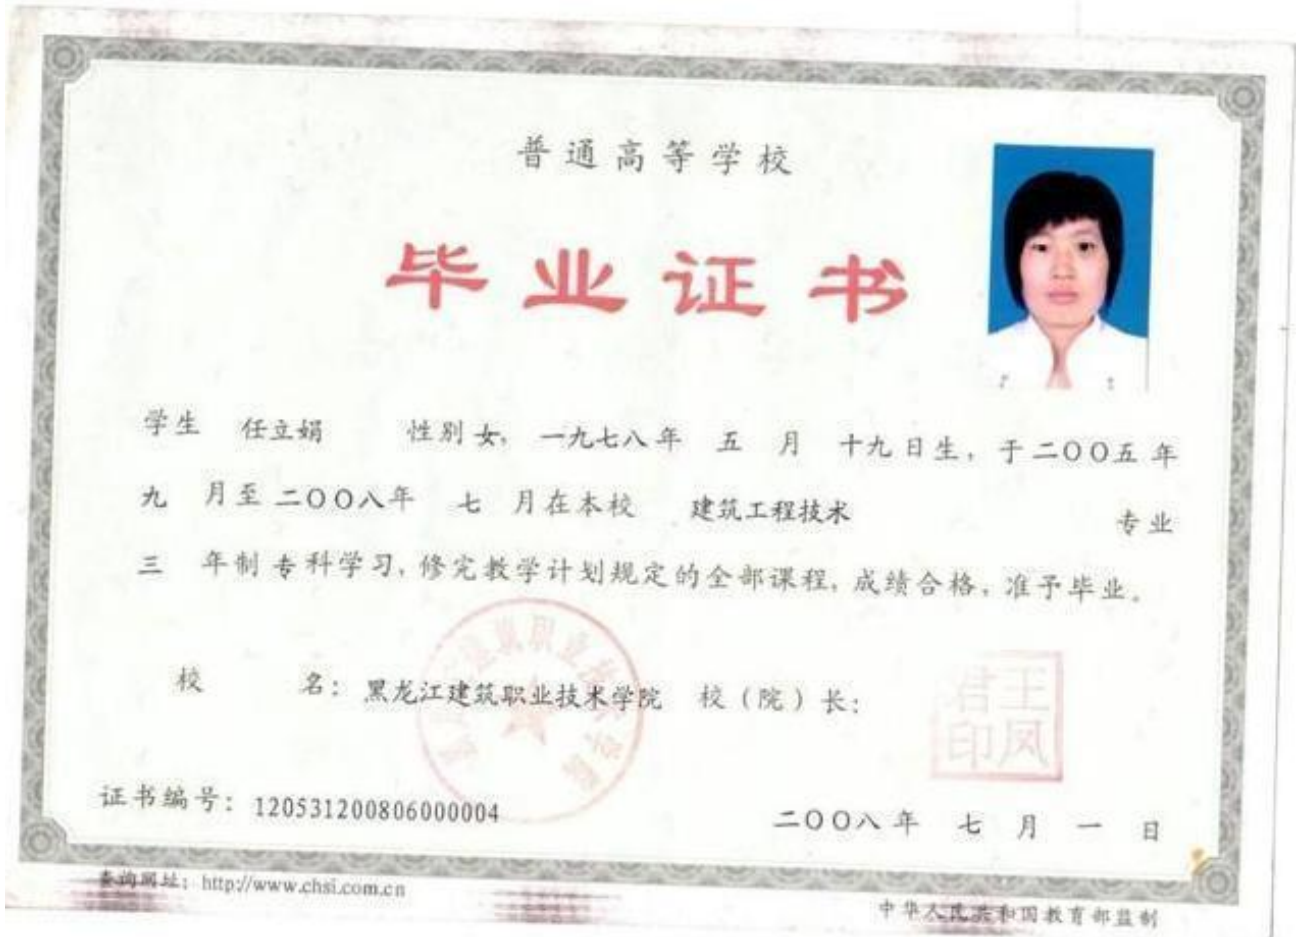 普通高等学校
毕业证书
学生 任立娟 性别 女, 一九七八年 五 月 十九日生, 于二〇〇五年
九 月至二〇〇八年 七 月在本校 建筑工程技术 专业
三 年制专科学习, 修完教学计划规定的全部课程, 成绩合格, 准予毕业。
校 名: 黑龙江建筑职业技术学院 校(院)长:
王凤君印
证书编号: 120531200806000004 二〇〇八年 七 月 一 日
查询网址: http://www.chsi.com.cn
中华人民共和国教育部监制